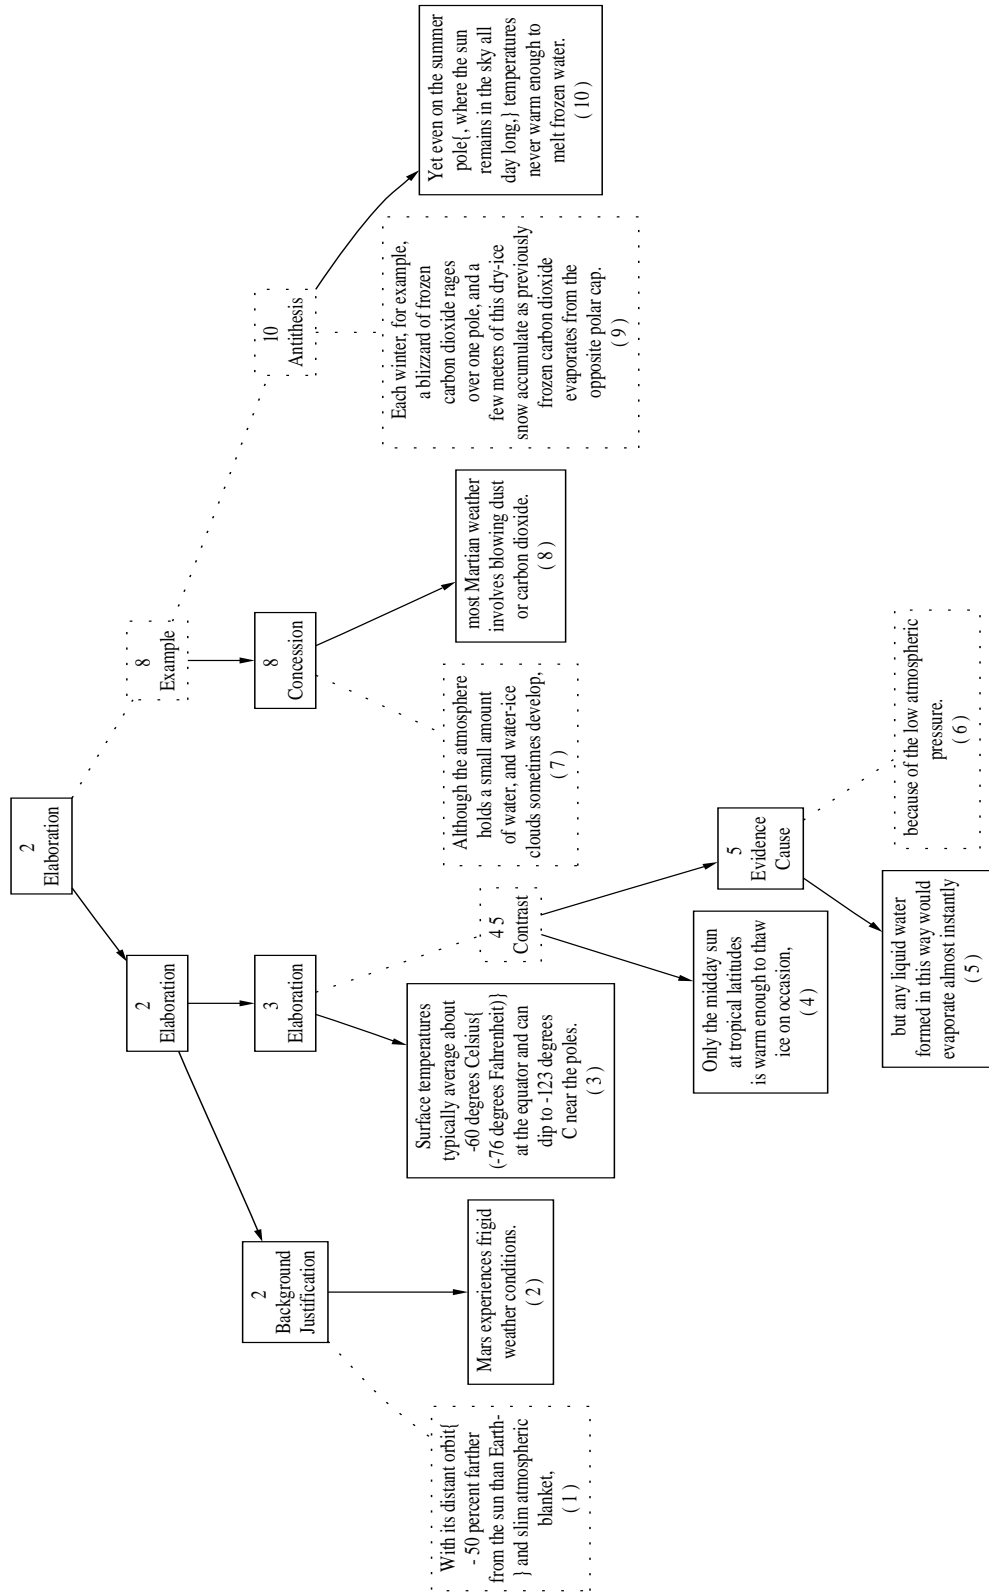 2
Elaboration
2
Elaboration
8
Example
2
Background
Justification
3
Elaboration
8
Concession
10
Antithesis
With its distant orbit{
- 50 percent farther
from the sun than Earth-
} and slim atmospheric
blanket,
( 1 )
Mars experiences frigid
weather conditions.
( 2 )
Surface temperatures
typically average about
-60 degrees Celsius{
(-76 degrees Fahrenheit)}
at the equator and can
dip to -123 degrees
C near the poles.
( 3 )
4 5
Contrast
Although the atmosphere
holds a small amount
of water, and water-ice
clouds sometimes develop,
( 7 )
most Martian weather
involves blowing dust
or carbon dioxide.
( 8 )
Each winter, for example,
a blizzard of frozen
carbon dioxide rages
over one pole, and a
few meters of this dry-ice
snow accumulate as previously
frozen carbon dioxide
evaporates from the
opposite polar cap.
( 9 )
Yet even on the summer
pole{, where the sun
remains in the sky all
day long,} temperatures
never warm enough to
melt frozen water.
( 10 )
Only the midday sun
at tropical latitudes
is warm enough to thaw
ice on occasion,
( 4 )
5
Evidence
Cause
but any liquid water
formed in this way would
evaporate almost instantly
( 5 )
because of the low atmospheric
pressure.
( 6 )